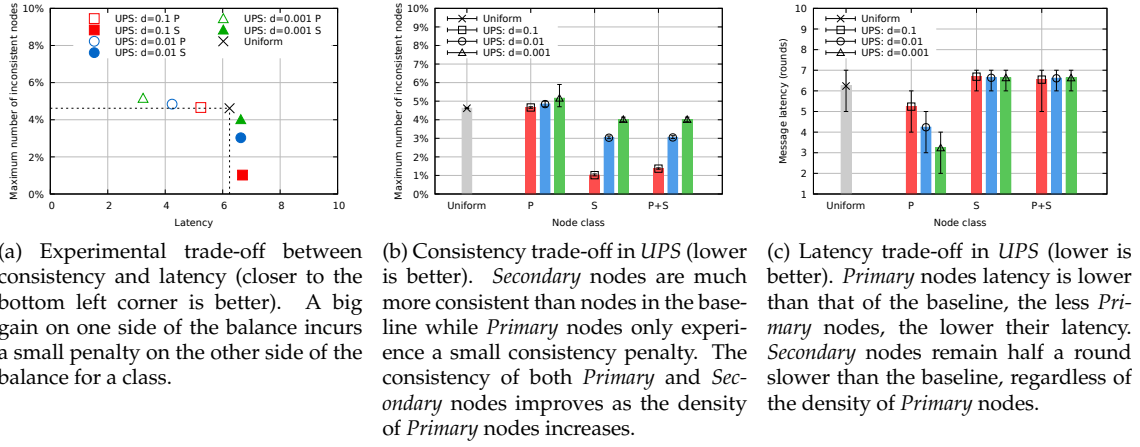 Maximum number of inconsistent nodes
10%
8%
6%
4%
2%
0%
0 2 4 6 8 10
Latency
UPS: d=0.1 P
UPS: d=0.1 S
UPS: d=0.01 P
UPS: d=0.01 S
UPS: d=0.001 P
UPS: d=0.001 S
Uniform
(a) Experimental trade-off between
consistency and latency (closer to the
bottom left corner is better). A big
gain on one side of the balance incurs
a small penalty on the other side of the
balance for a class.
Maximum number of inconsistent nodes
10%
9%
8%
7%
6%
5%
4%
3%
2%
1%
0%
Uniform P S P+S
Node class
Uniform
UPS: d=0.1
UPS: d=0.01
UPS: d=0.001
(b) Consistency trade-off in UPS (lower
is better). Secondary nodes are much
more consistent than nodes in the base-
line while Primary nodes only experi-
ence a small consistency penalty. The
consistency of both Primary and Sec-
ondary nodes improves as the density
of Primary nodes increases.
Message latency (rounds)
10
9
8
7
6
5
4
3
2
1
Uniform P S P+S
Node class
Uniform
UPS: d=0.1
UPS: d=0.01
UPS: d=0.001
(c) Latency trade-off in UPS (lower is
better). Primary nodes latency is lower
than that of the baseline, the less Pri-
mary nodes, the lower their latency.
Secondary nodes remain half a round
slower than the baseline, regardless of
the density of Primary nodes.